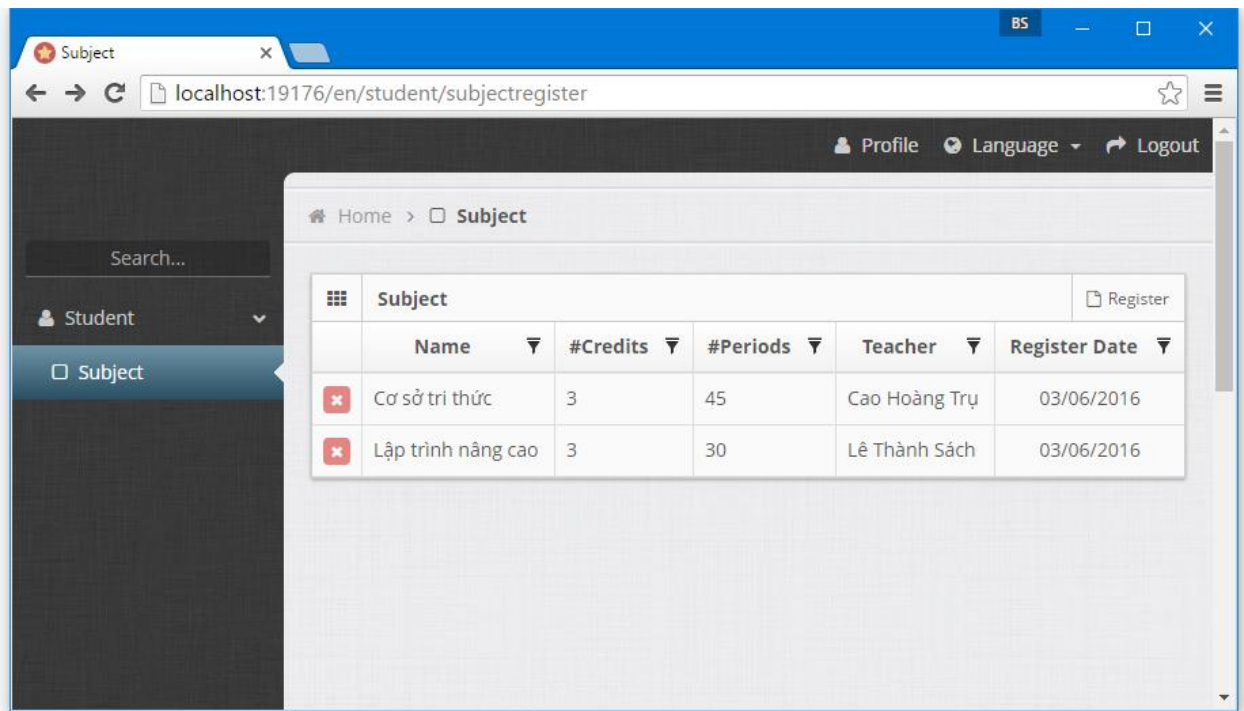 BS
Subject
localhost:19176/en/student/subjectregister
Profile Language Logout
Home > Subject
Search...
Student
Subject
Subject Register
Name #Credits #Periods Teacher Register Date
Cơ sở tri thức 3 45 Cao Hoàng Trụ 03/06/2016
Lập trình nâng cao 3 30 Lê Thành Sách 03/06/2016